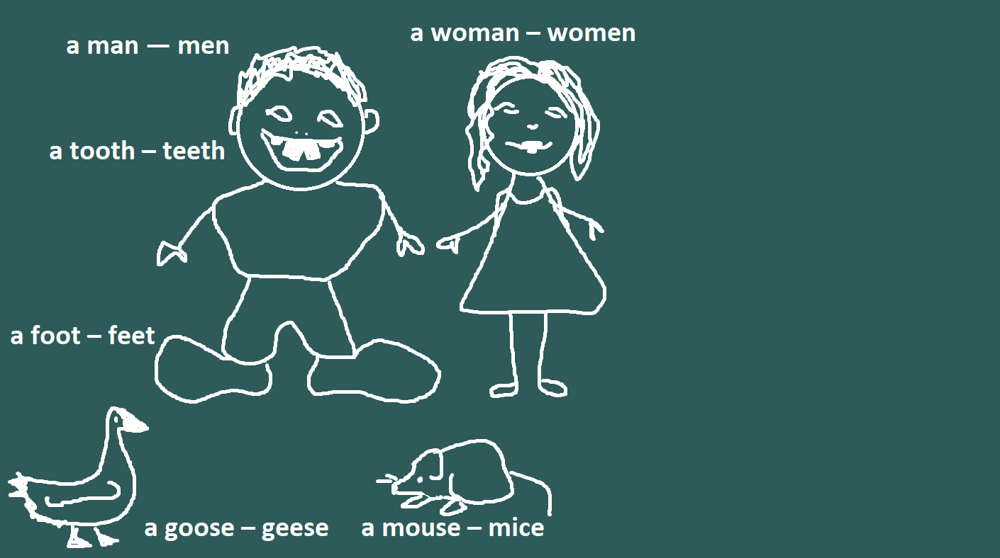 a man — men
a woman – women
a tooth – teeth
a foot – feet
a goose – geese
a mouse – mice